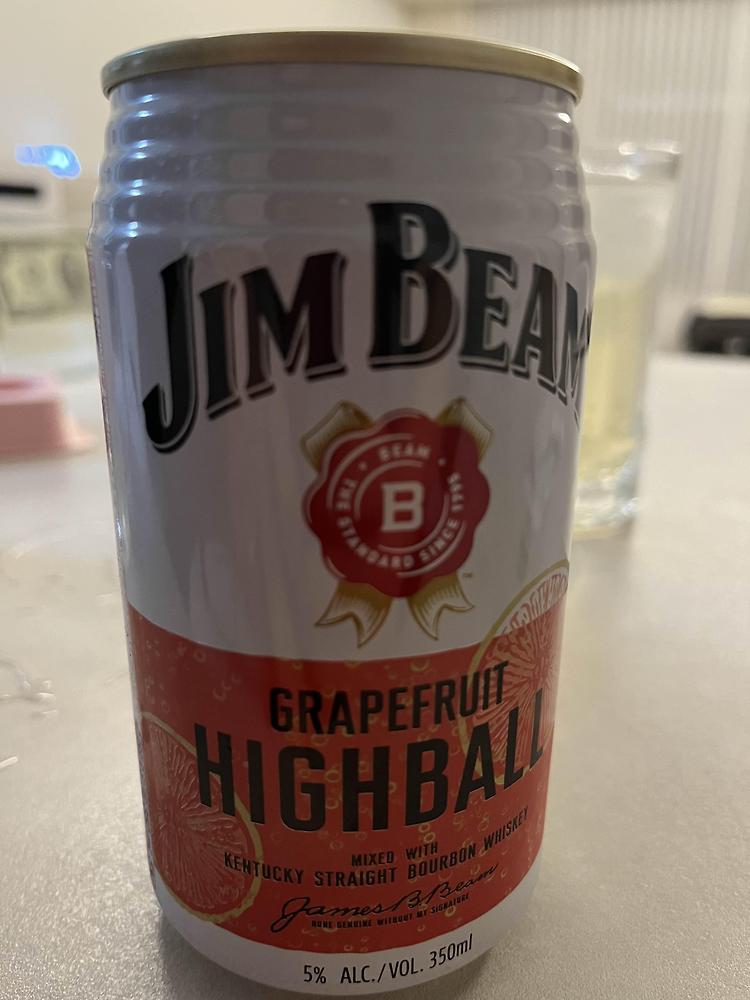 JIM BEAM
BEAM
THE STANDARD SINCE 1795
B
GRAPEFRUIT
HIGHBALL
MIXED WITH
KENTUCKY STRAIGHT BOURBON WHISKEY
James B. Beam
NONE GENUINE WITHOUT MY SIGNATURE
5% ALC./VOL. 350ml